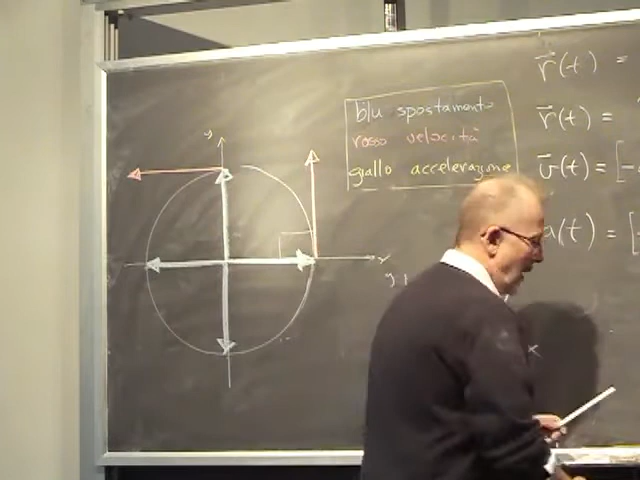 y
x
blu spostamento
rosso velocità
giallo accelerazione
r(t) =
r(t) =
v(t) = [-
a(t) = [
x